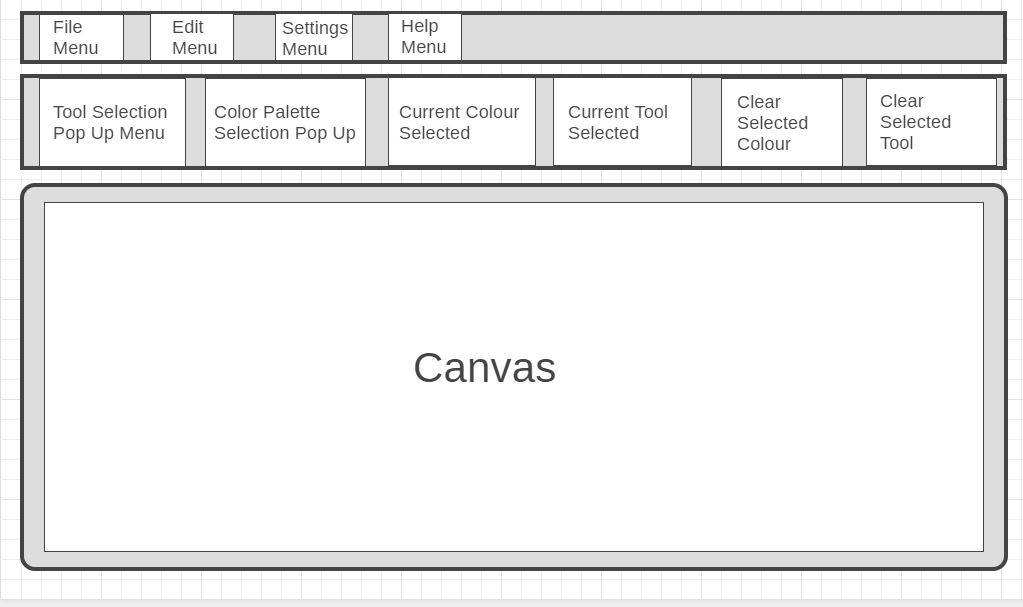 File
Menu
Edit
Menu
Settings
Menu
Help
Menu
Tool Selection
Pop Up Menu
Color Palette
Selection Pop Up
Current Colour
Selected
Current Tool
Selected
Clear
Selected
Colour
Clear
Selected
Tool
Canvas